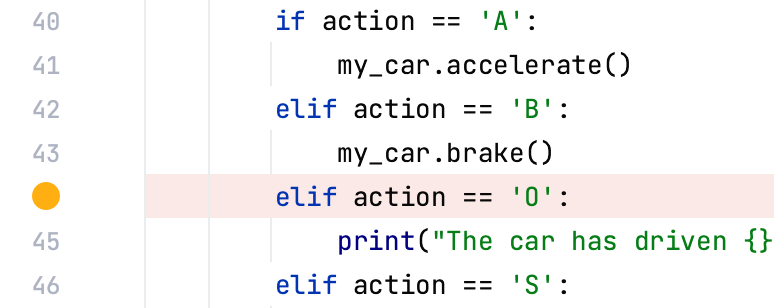 40 if action == 'A':
41 my_car.accelerate()
42 elif action == 'B':
43 my_car.brake()
elif action == 'O':
45 print("The car has driven {}
46 elif action == 'S':